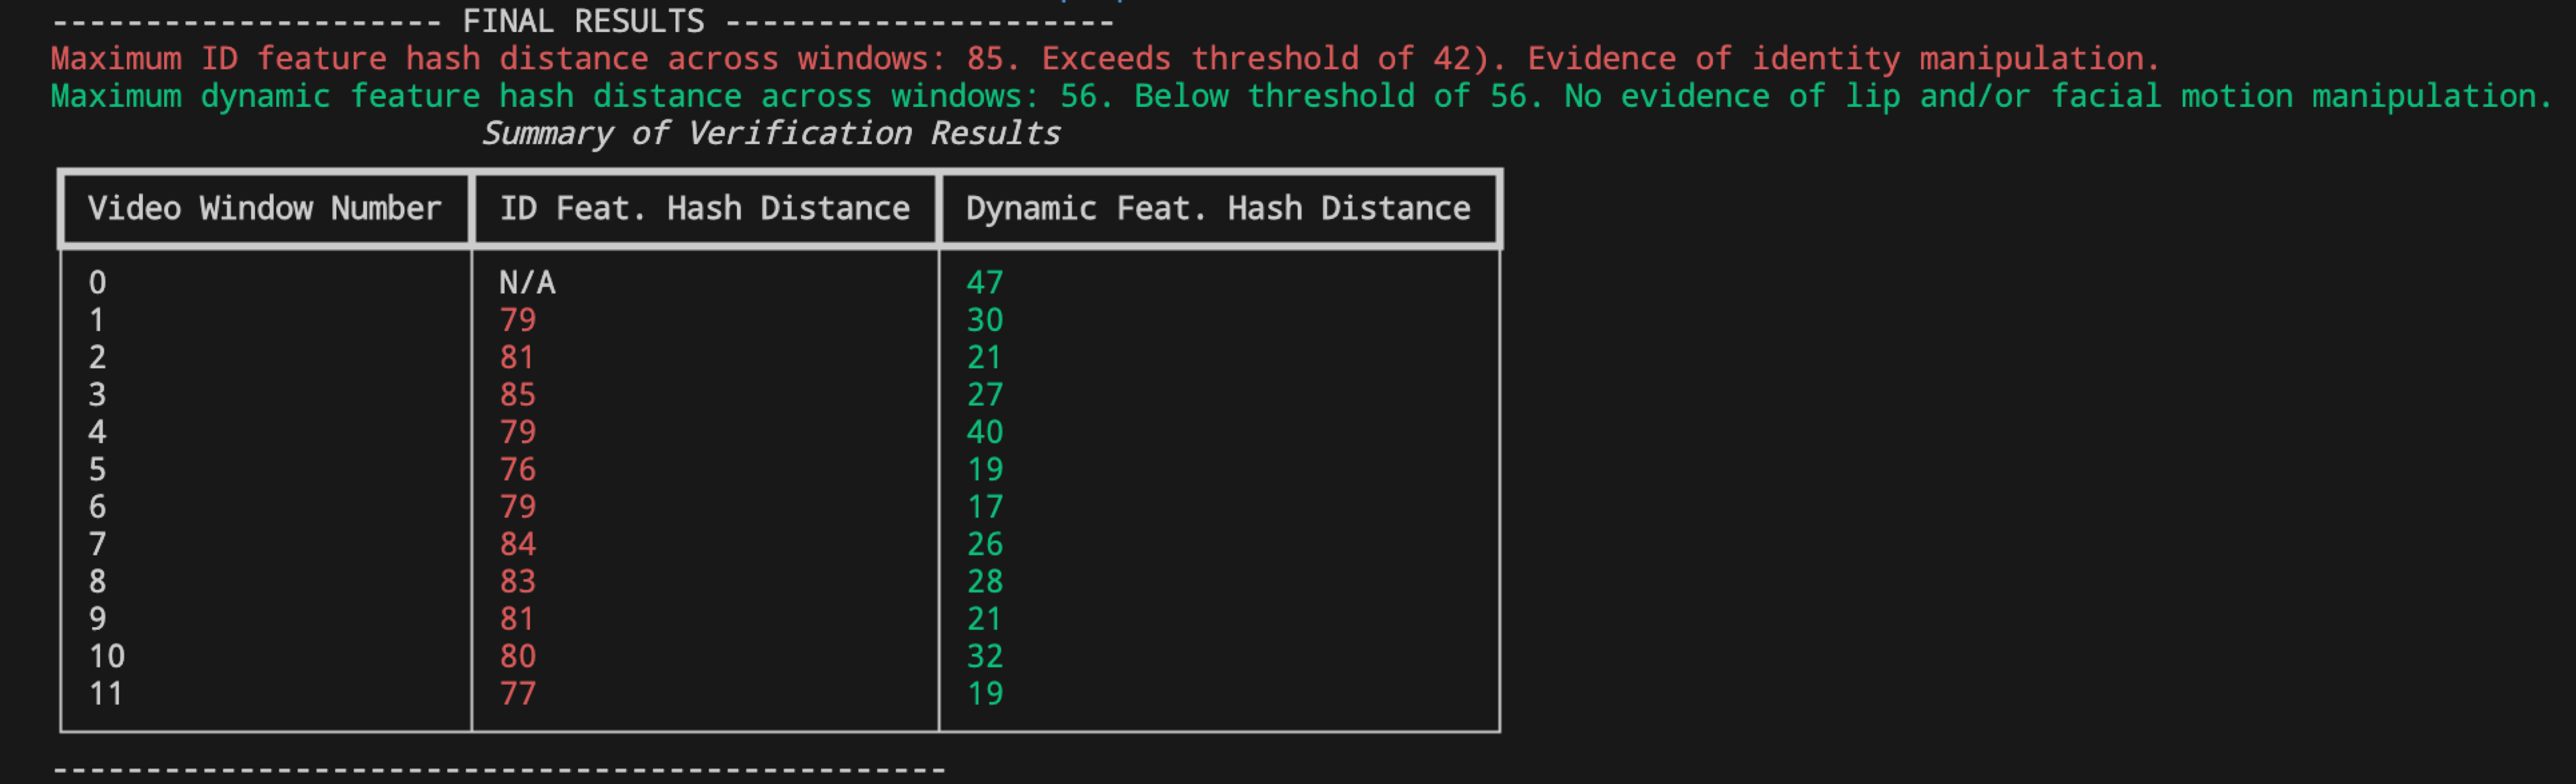 --------------------- FINAL RESULTS ---------------------
Maximum ID feature hash distance across windows: 85. Exceeds threshold of 42). Evidence of identity manipulation.
Maximum dynamic feature hash distance across windows: 56. Below threshold of 56. No evidence of lip and/or facial motion manipulation.
Summary of Verification Results
Video Window Number ID Feat. Hash Distance Dynamic Feat. Hash Distance
0 N/A 47
1 79 30
2 81 21
3 85 27
4 79 40
5 76 19
6 79 17
7 84 26
8 83 28
9 81 21
10 80 32
11 77 19
------------------------------------------------